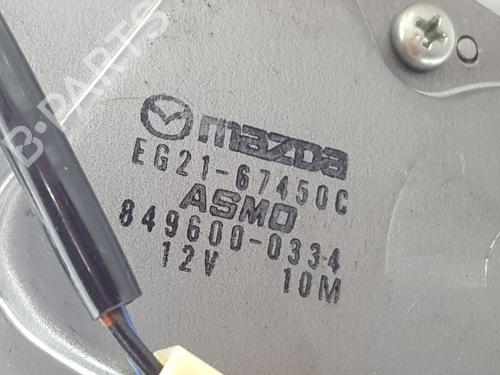 mazda
EG21-67450C
ASMO
849600-0334
12V 10M
B-PARTS